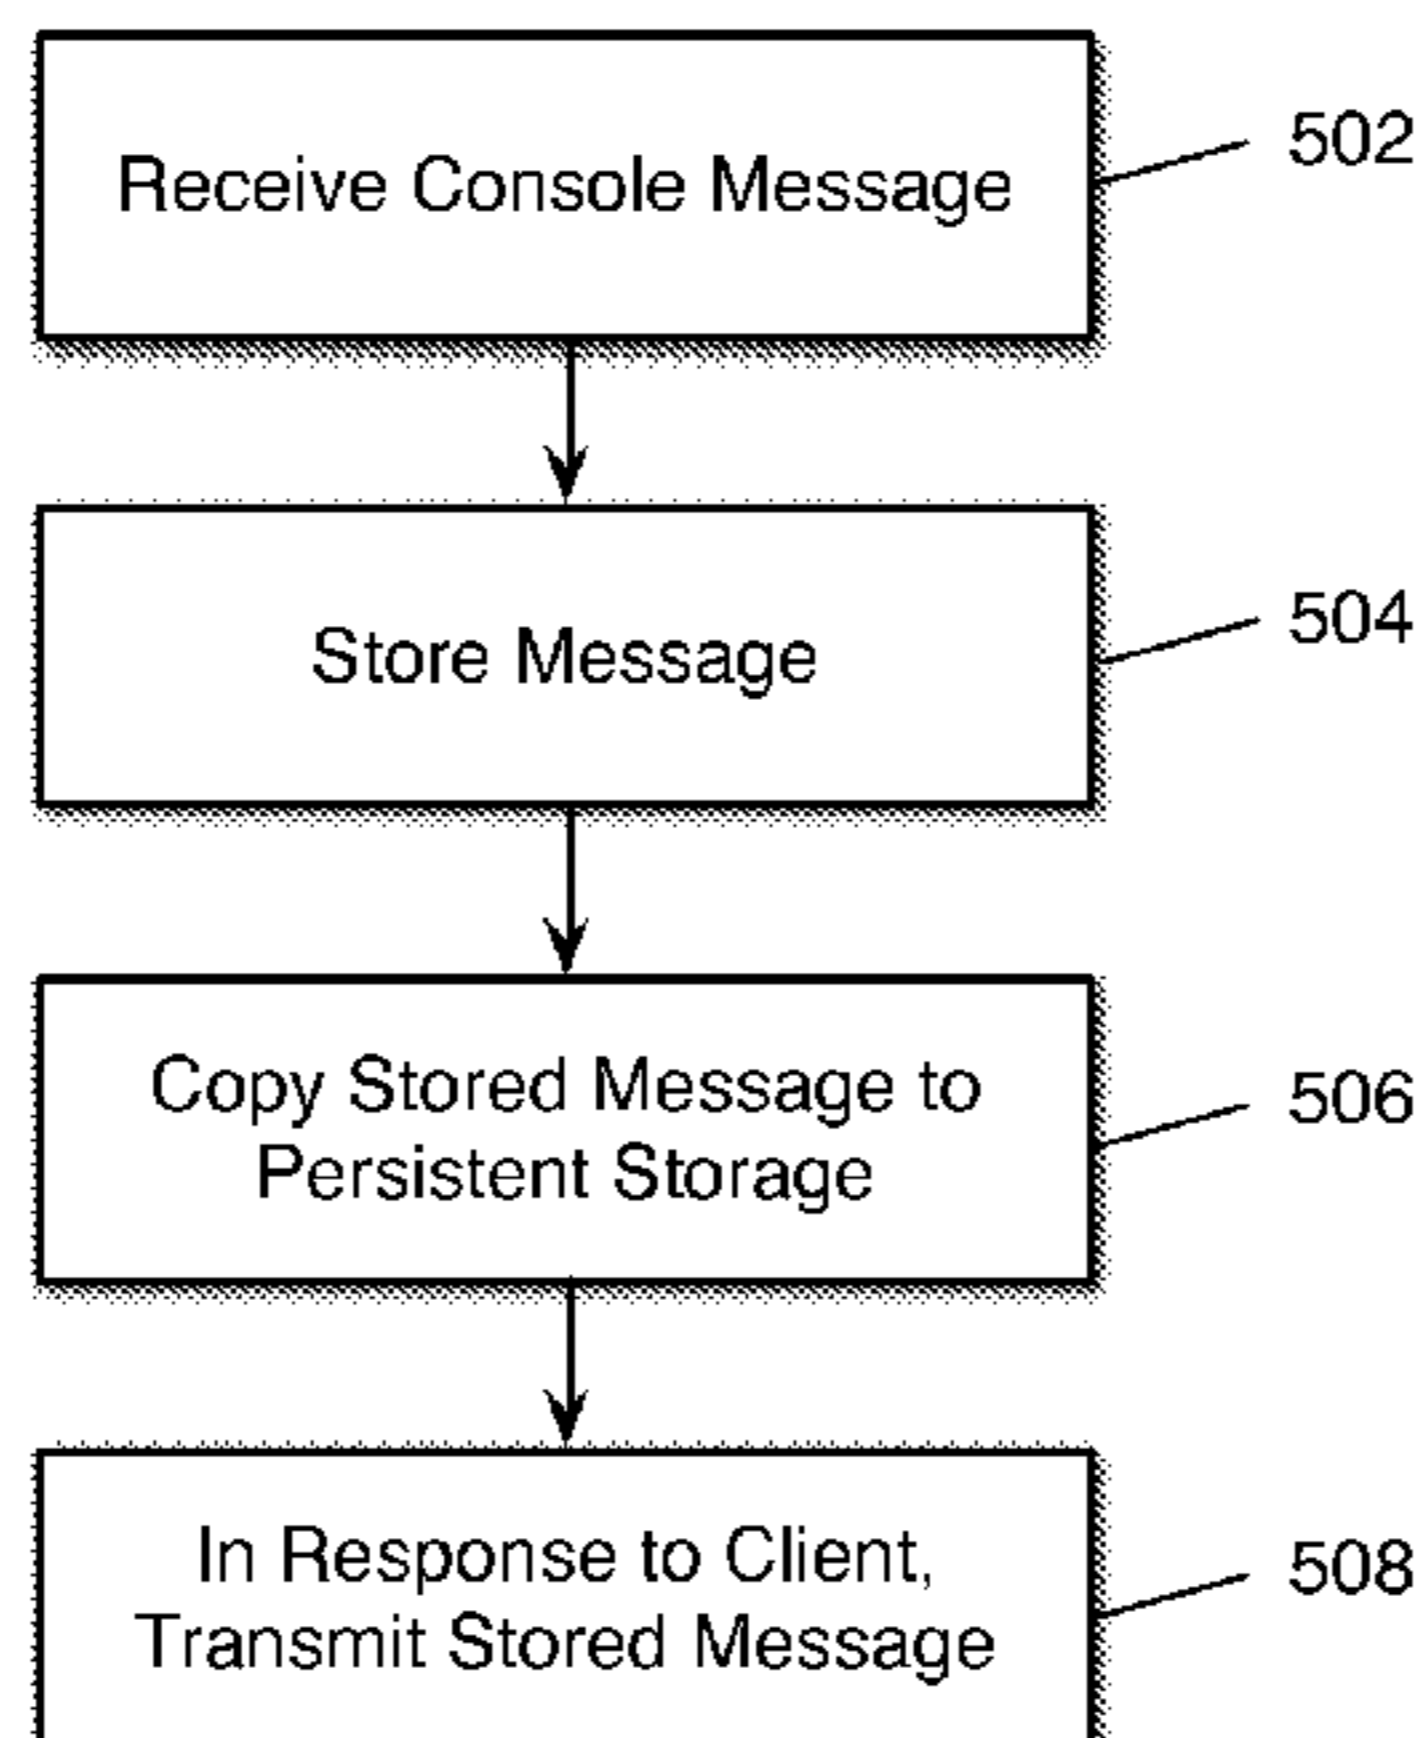 Receive Console Message
502
Store Message
504
Copy Stored Message to
Persistent Storage
506
In Response to Client,
Transmit Stored Message
508